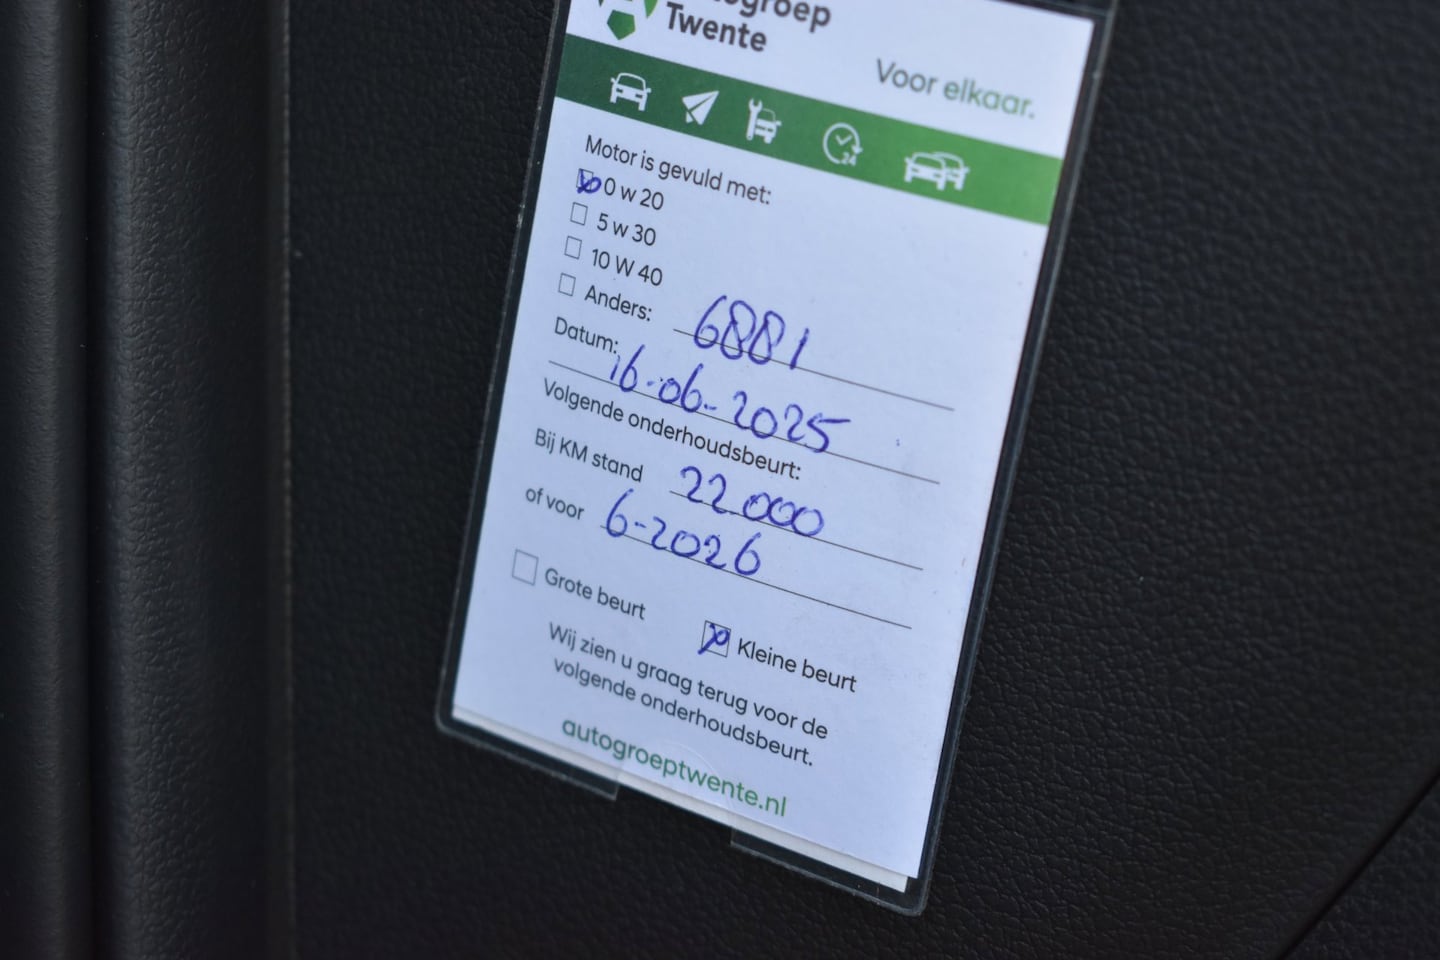 Twente
Voor elkaar.
24
Motor is gevuld met:
0 w 20
5 w 30
10 W 40
Anders: 6881
Datum: 16-06-2025
Volgende onderhoudsbeurt:
Bij KM stand 22.000
of voor 6-2026
Grote beurt
Kleine beurt
Wij zien u graag terug voor de
volgende onderhoudsbeurt.
autogroeptwente.nl